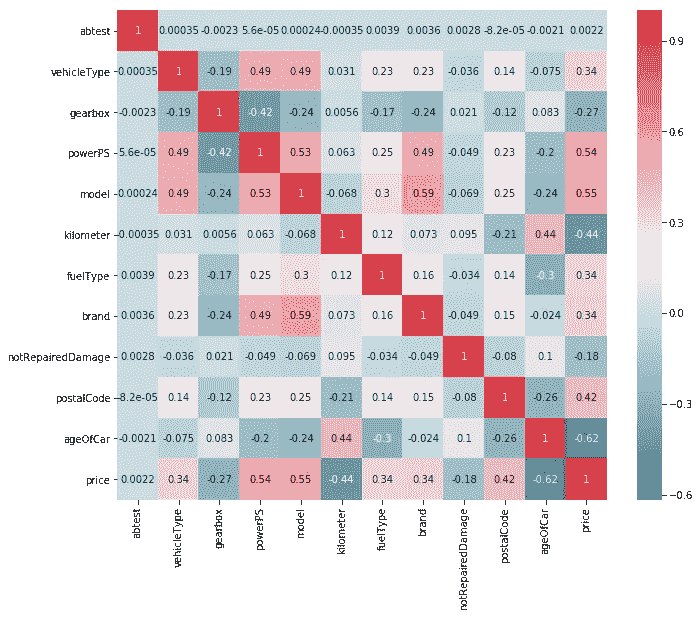 abtest 1 0.00035 -0.0023 5.6e-05 0.00024 -0.00035 0.0039 0.0036 0.0028 -8.2e-05 -0.0021 0.0022
vehicleType 0.00035 1 -0.19 0.49 0.49 0.031 0.23 0.23 -0.036 0.14 -0.075 0.34
gearbox -0.0023 -0.19 1 -0.42 -0.24 0.0056 -0.17 -0.24 0.021 -0.12 0.083 -0.27
powerPS 5.6e-05 0.49 -0.42 1 0.53 0.063 0.25 0.49 -0.049 0.23 -0.2 0.54
model 0.00024 0.49 -0.24 0.53 1 -0.068 0.3 0.59 -0.069 0.25 -0.24 0.55
kilometer -0.00035 0.031 0.0056 0.063 -0.068 1 0.12 0.073 0.095 -0.21 0.44 -0.44
fuelType 0.0039 0.23 -0.17 0.25 0.3 0.12 1 0.16 -0.034 0.14 -0.3 0.34
brand 0.0036 0.23 -0.24 0.49 0.59 0.073 0.16 1 -0.049 0.15 -0.024 0.34
notRepairedDamage 0.0028 -0.036 0.021 -0.049 -0.069 0.095 -0.034 -0.049 1 -0.08 0.1 -0.18
postalCode -8.2e-05 0.14 -0.12 0.23 0.25 -0.21 0.14 0.15 -0.08 1 -0.26 0.42
ageOfCar -0.0021 -0.075 0.083 -0.2 -0.24 0.44 -0.3 -0.024 0.1 -0.26 1 -0.62
price 0.0022 0.34 -0.27 0.54 0.55 -0.44 0.34 0.34 -0.18 0.42 -0.62 1
abtest
vehicleType
gearbox
powerPS
model
kilometer
fuelType
brand
notRepairedDamage
postalCode
ageOfCar
price
0.9
0.3
0.0
−0.3
−0.6